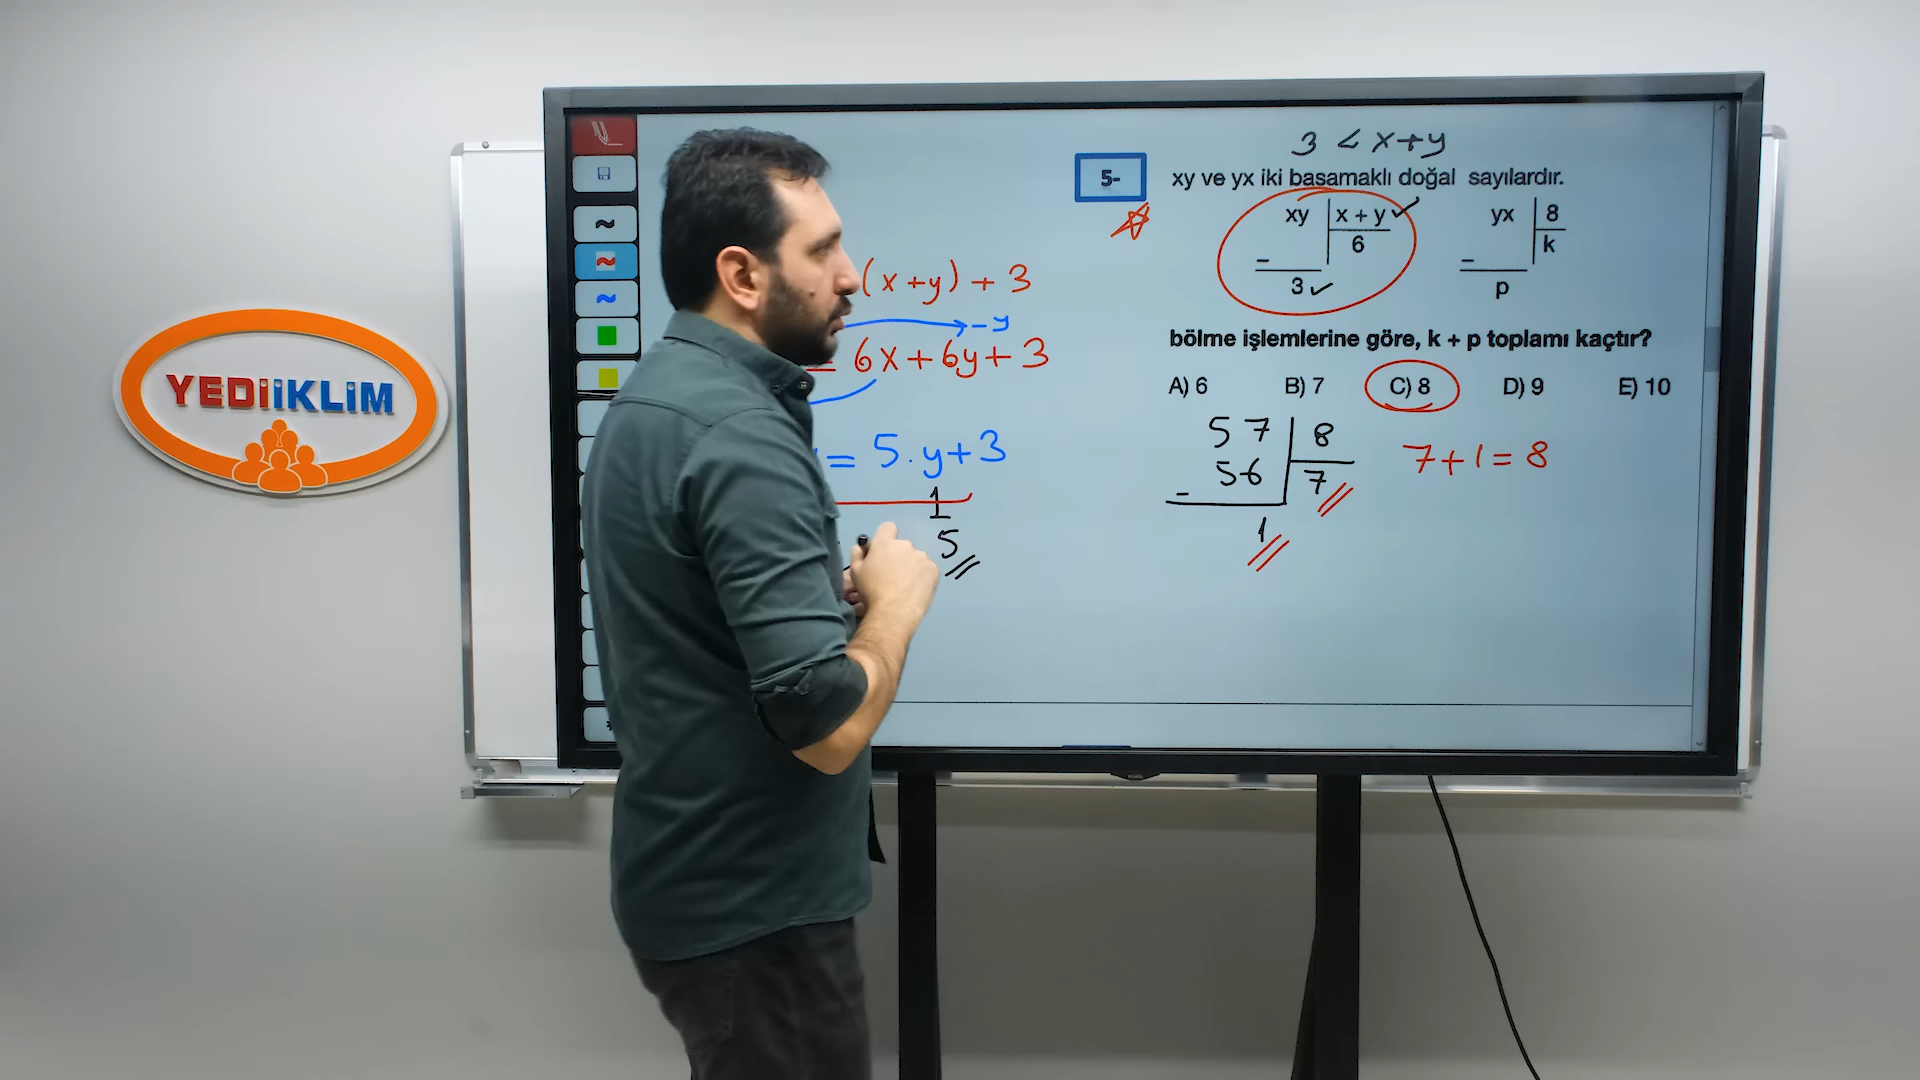 YEDİİKLİM
(x+y) + 3
-y
= 6x+6y+3
= 5.y+3
1
5
3 < x+y
5-
xy ve yx iki basamaklı doğal sayılardır.
xy x + y
6
-
3
yx 8
k
-
p
bölme işlemlerine göre, k + p toplamı kaçtır?
A) 6 B) 7 C) 8 D) 9 E) 10
57 8
- 56 7
1
7+1=8